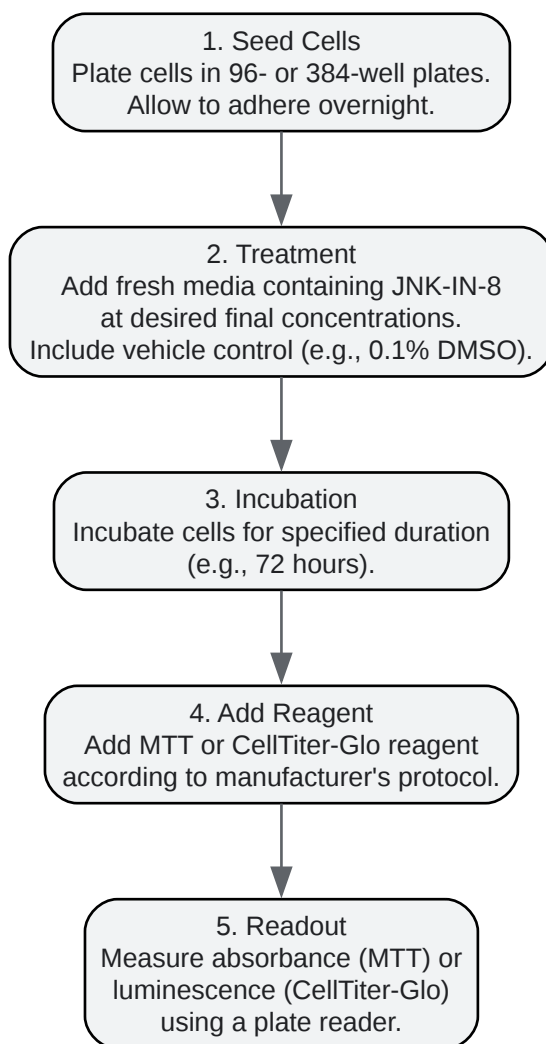 1. Seed Cells
Plate cells in 96- or 384-well plates.
Allow to adhere overnight.
2. Treatment
Add fresh media containing JNK-IN-8
at desired final concentrations.
Include vehicle control (e.g., 0.1% DMSO).
3. Incubation
Incubate cells for specified duration
(e.g., 72 hours).
4. Add Reagent
Add MTT or CellTiter-Glo reagent
according to manufacturer's protocol.
5. Readout
Measure absorbance (MTT) or
luminescence (CellTiter-Glo)
using a plate reader.